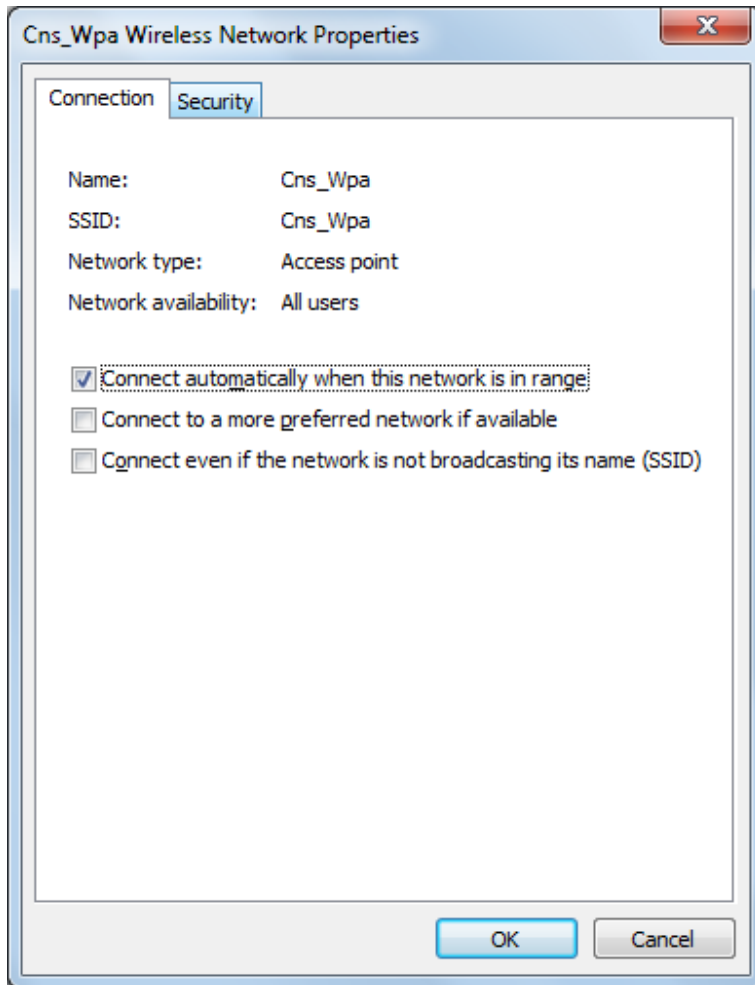 Cns_Wpa Wireless Network Properties
Connection Security
Name: Cns_Wpa
SSID: Cns_Wpa
Network type: Access point
Network availability: All users
Connect automatically when this network is in range
Connect to a more preferred network if available
Connect even if the network is not broadcasting its name (SSID)
OK Cancel